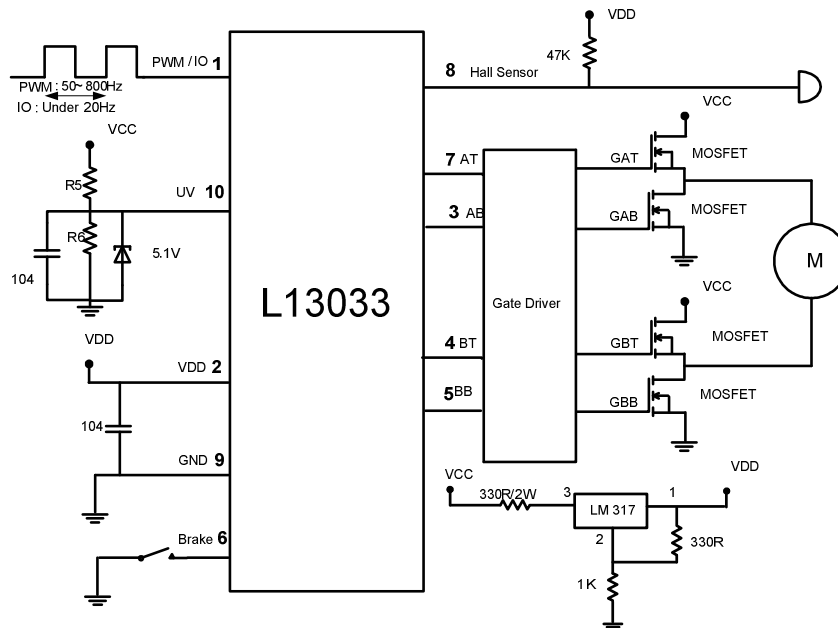 VDD
47K
PWM / IO 1
8 Hall Sensor
PWM : 50~ 800Hz
IO : Under 20Hz
VCC
VCC
R5
7 AT
GAT
MOSFET
UV 10
3 AB
GAB
MOSFET
R6
5.1V
104
M
L13033
Gate Driver
VCC
VDD
4 BT
GBT
MOSFET
VDD 2
5 BB
GBB
MOSFET
104
GND 9
VCC
VDD
330R/2W
3
LM 317
1
2
330R
Brake 6
1K